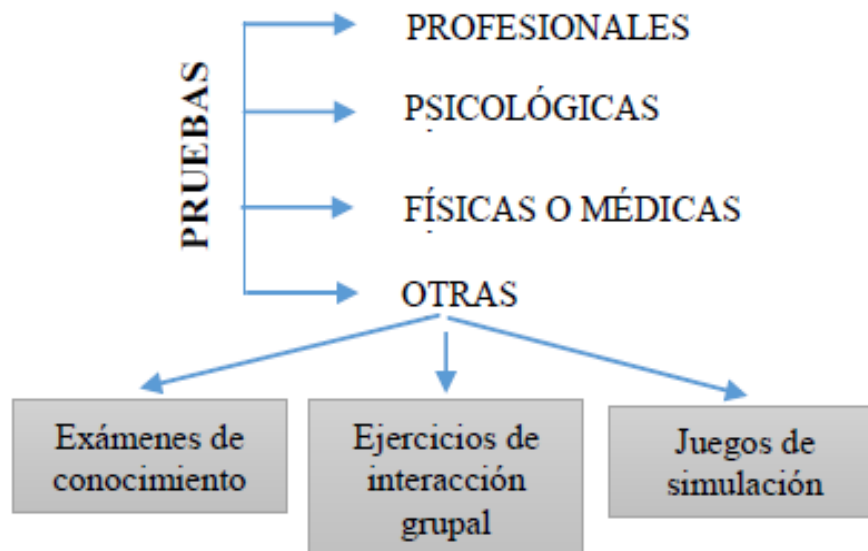 PRUEBAS
PROFESIONALES
PSICOLÓGICAS
FÍSICAS O MÉDICAS
OTRAS
Exámenes de
conocimiento
Ejercicios de
interacción
grupal
Juegos de
simulación